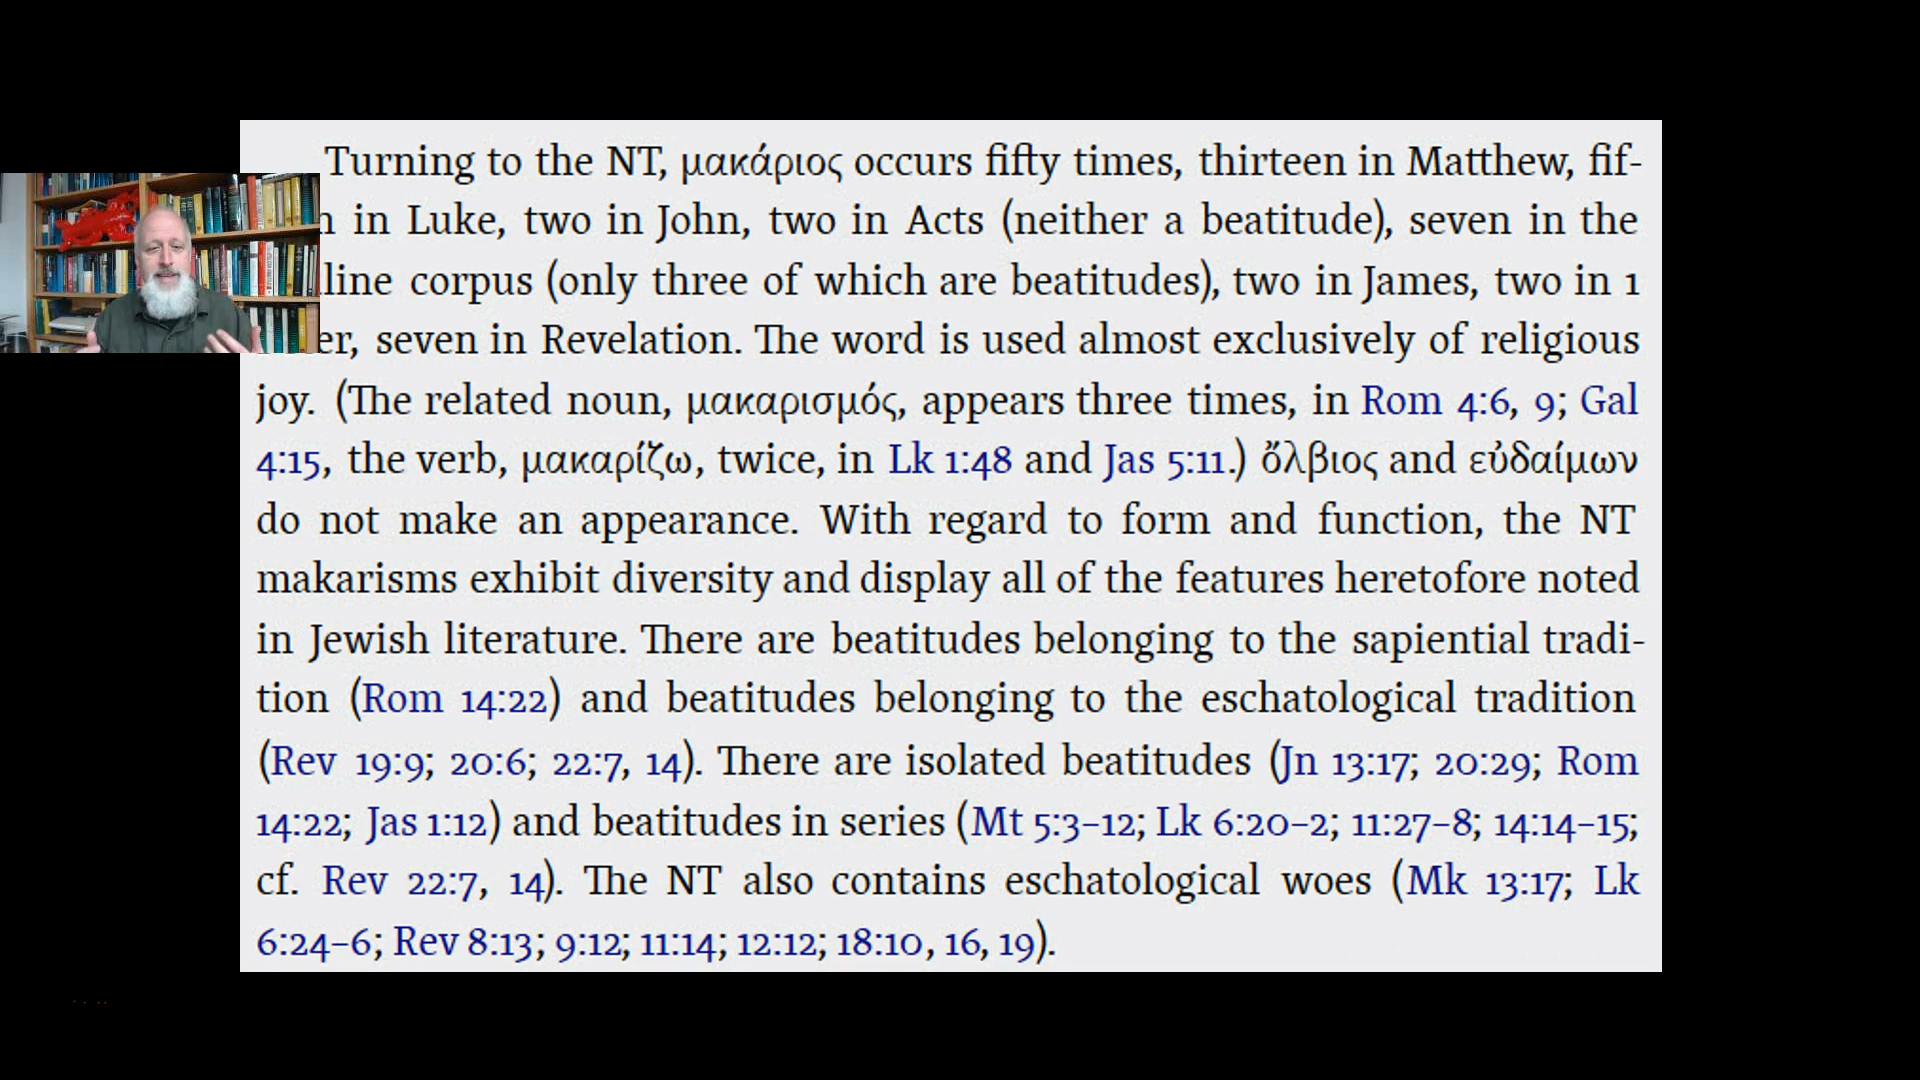 Turning to the NT, μακάριος occurs fifty times, thirteen in Matthew, fif-
in Luke, two in John, two in Acts (neither a beatitude), seven in the
line corpus (only three of which are beatitudes), two in James, two in 1
er, seven in Revelation. The word is used almost exclusively of religious
joy. (The related noun, μακαρισμός, appears three times, in Rom 4:6, 9; Gal
4:15, the verb, μακαρίζω, twice, in Lk 1:48 and Jas 5:11.) ὄλβιος and εὐδαίμων
do not make an appearance. With regard to form and function, the NT
makarisms exhibit diversity and display all of the features heretofore noted
in Jewish literature. There are beatitudes belonging to the sapiential tradi-
tion (Rom 14:22) and beatitudes belonging to the eschatological tradition
(Rev 19:9; 20:6; 22:7, 14). There are isolated beatitudes (Jn 13:17; 20:29; Rom
14:22; Jas 1:12) and beatitudes in series (Mt 5:3–12; Lk 6:20–2; 11:27–8; 14:14–15;
cf. Rev 22:7, 14). The NT also contains eschatological woes (Mk 13:17; Lk
6:24–6; Rev 8:13; 9:12; 11:14; 12:12; 18:10, 16, 19).